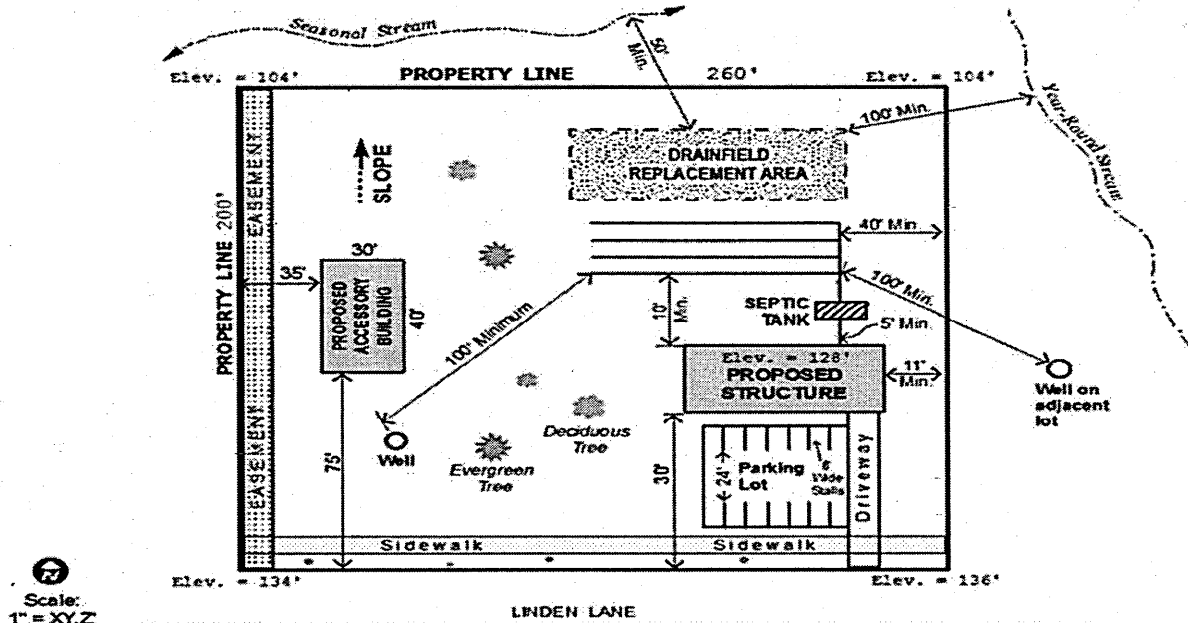 Seasonal Stream
50' Min.
Elev. = 104'
PROPERTY LINE 260'
Elev. = 104'
Year-Round Stream
100' Min.
EASEMENT
SLOPE
DRAINFIELD
REPLACEMENT AREA
PROPERTY LINE 200'
40' Min.
35'
30'
PROPOSED
ACCESSORY
BUILDING
40'
100' Minimum
10' Min.
SEPTIC
TANK
5' Min.
100' Min.
Elev. = 128'
PROPOSED
STRUCTURE
11' Min.
Well on
adjacent
lot
EASEMENT
75'
Well
Evergreen
Tree
Deciduous
Tree
30'
24'
Parking
Lot
Wide
Stalls
Driveway
Sidewalk
Sidewalk
Elev. = 134'
Elev. = 136'
N
Scale:
1" = XY.Z'
LINDEN LANE